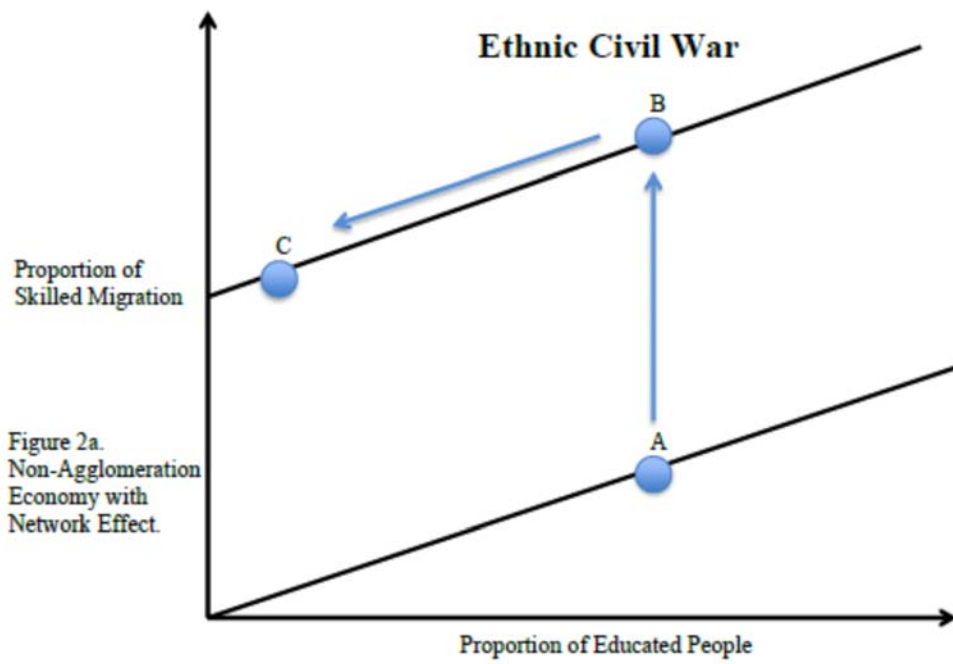 Ethnic Civil War
B
C
Proportion of
Skilled Migration
A
Figure 2a.
Non-Agglomeration
Economy with
Network Effect.
Proportion of Educated People